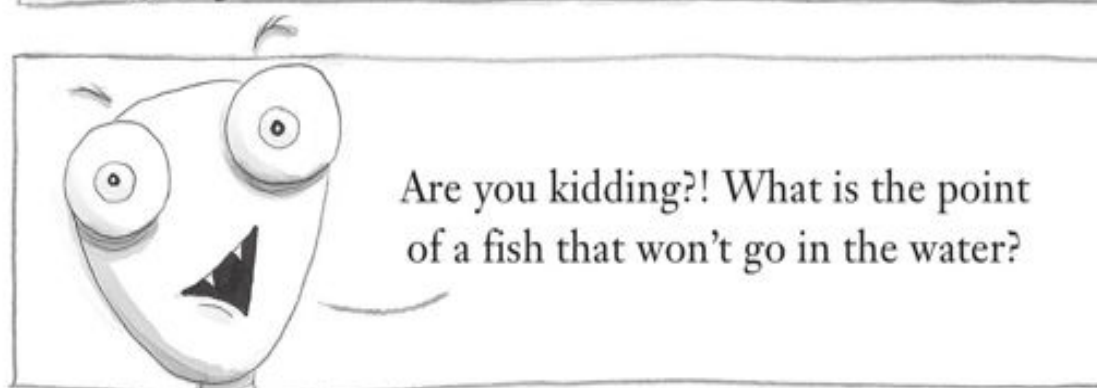 Are you kidding?! What is the point
of a fish that won’t go in the water?